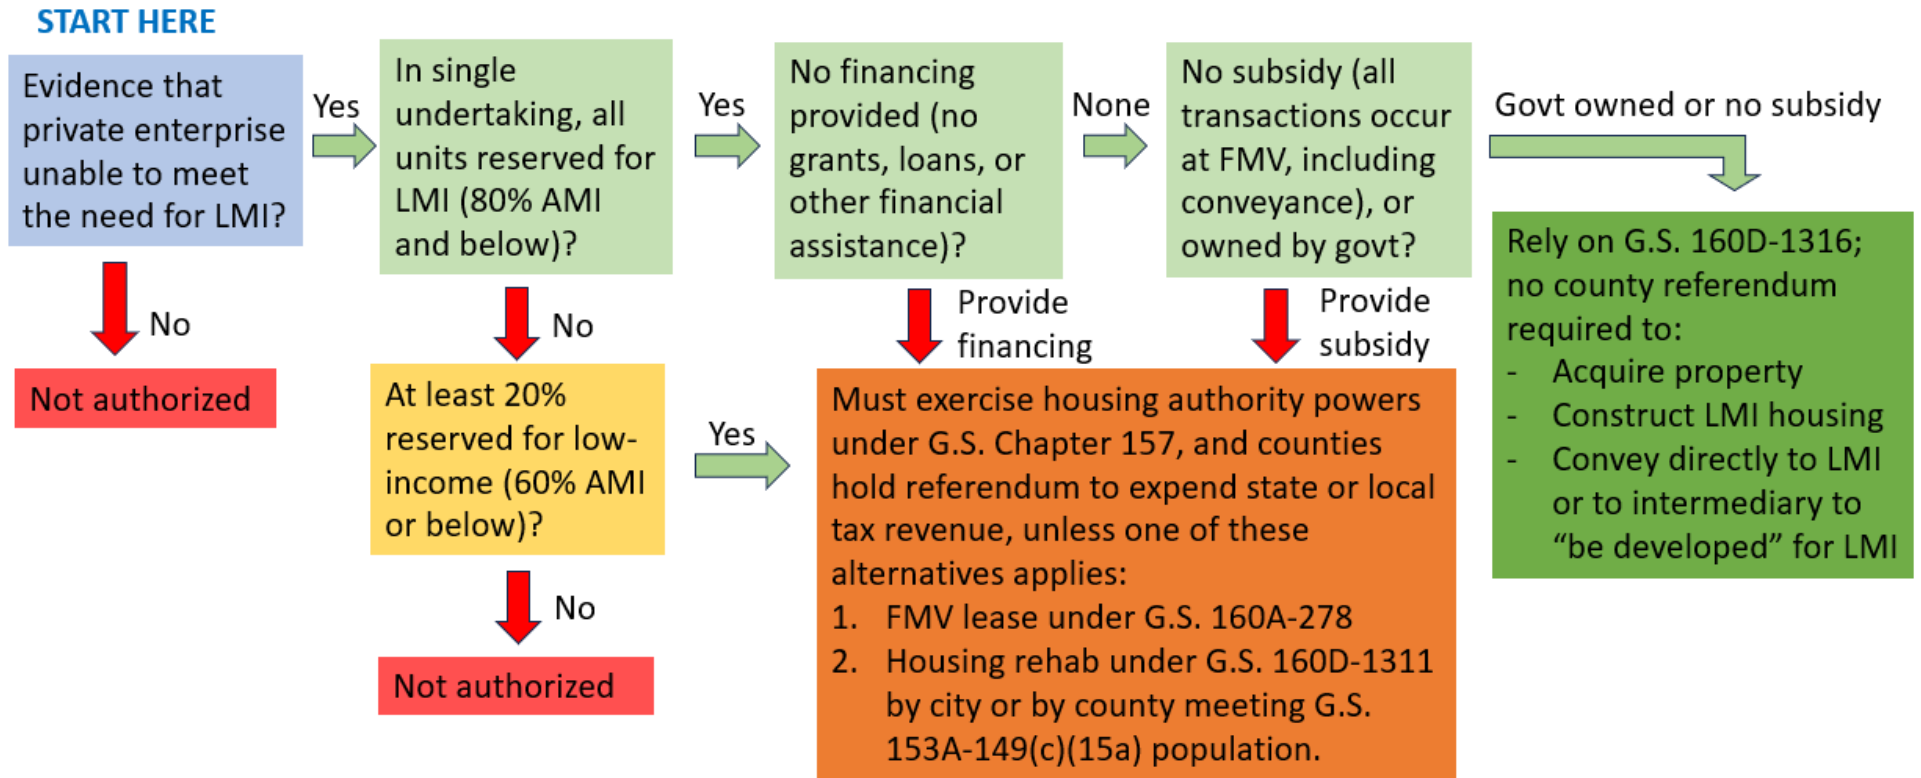 START HERE
Evidence that
private enterprise
unable to meet
the need for LMI?
Yes
No
Not authorized
In single
undertaking, all
units reserved for
LMI (80% AMI
and below)?
Yes
No
At least 20%
reserved for low-
income (60% AMI
or below)?
Yes
No
Not authorized
No financing
provided (no
grants, loans, or
other financial
assistance)?
None
Provide
financing
No subsidy (all
transactions occur
at FMV, including
conveyance), or
owned by govt?
Provide
subsidy
Govt owned or no subsidy
Must exercise housing authority powers
under G.S. Chapter 157, and counties
hold referendum to expend state or local
tax revenue, unless one of these
alternatives applies:
1. FMV lease under G.S. 160A-278
2. Housing rehab under G.S. 160D-1311
by city or by county meeting G.S.
153A-149(c)(15a) population.
Rely on G.S. 160D-1316;
no county referendum
required to:
- Acquire property
- Construct LMI housing
- Convey directly to LMI
or to intermediary to
“be developed” for LMI